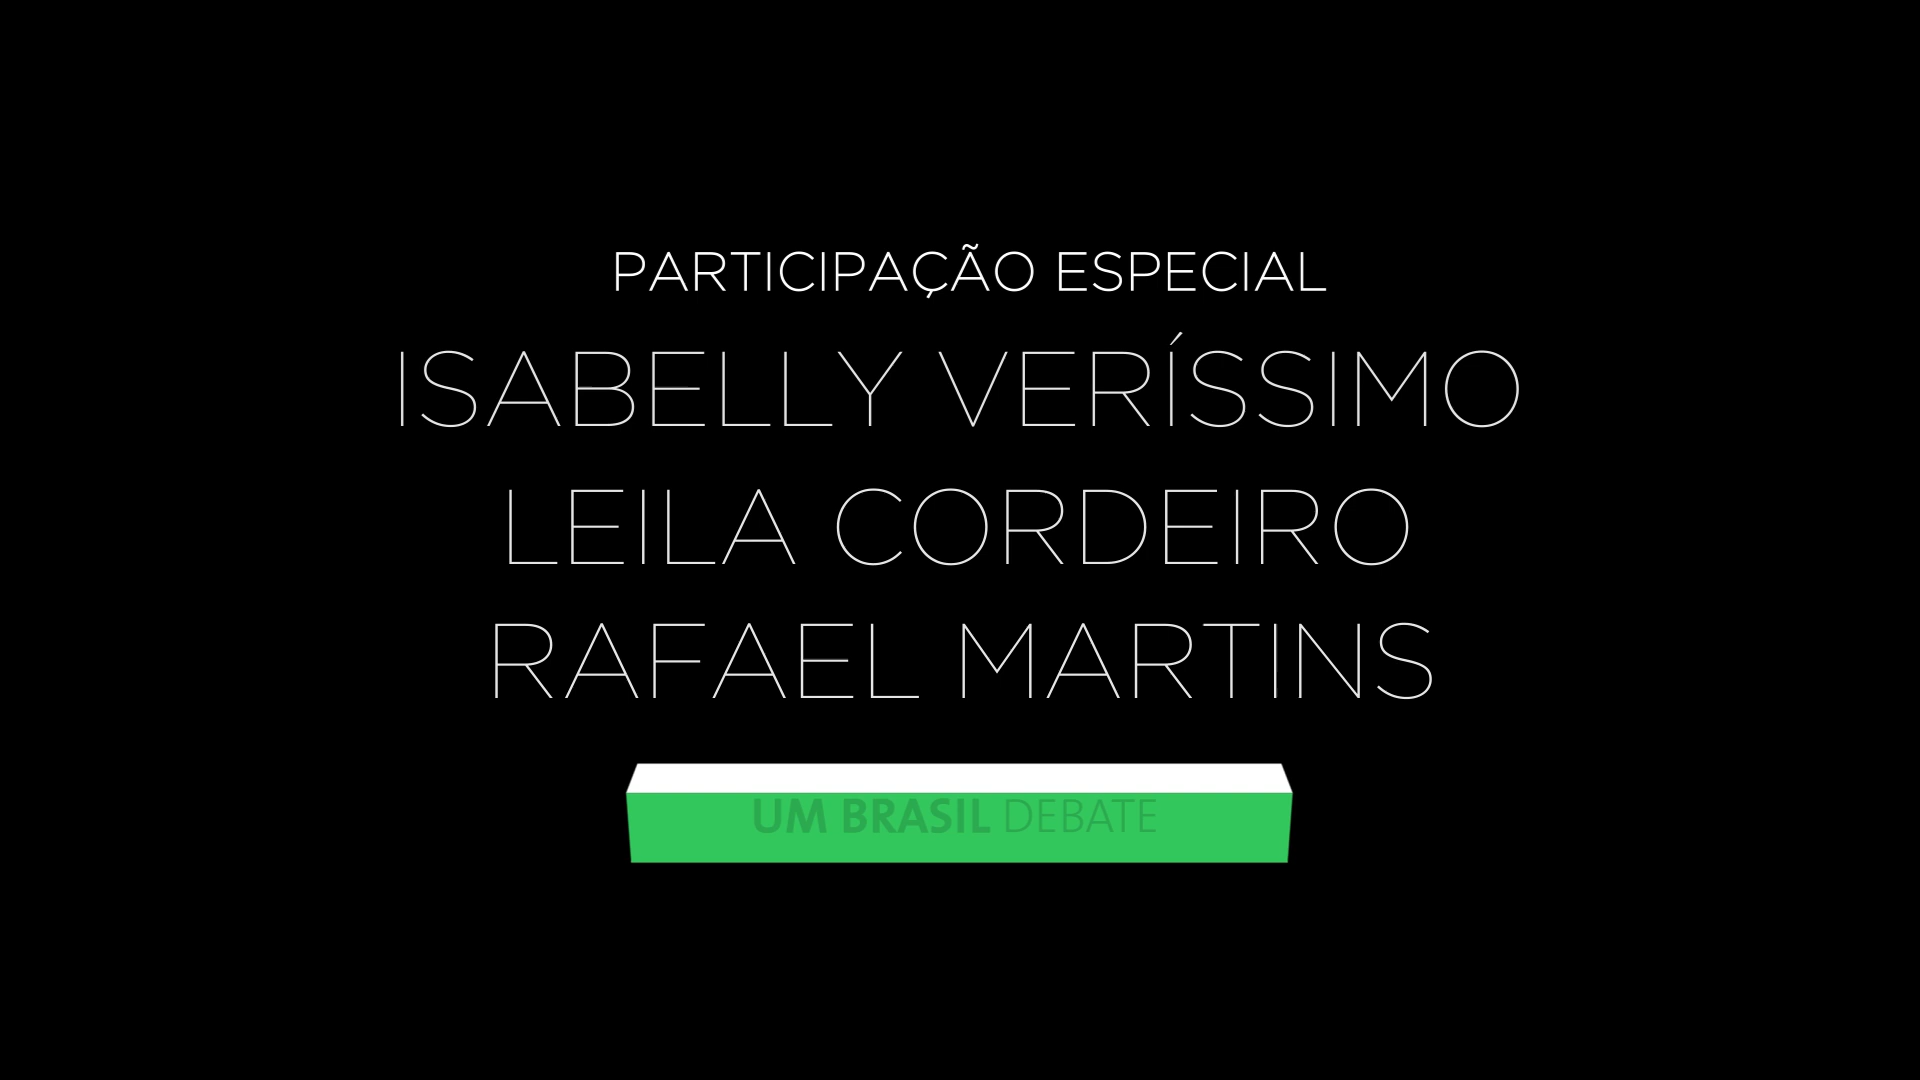 PARTICIPAÇÃO ESPECIAL
ISABELLY VERÍSSIMO
LEILA CORDEIRO
RAFAEL MARTINS
UM BRASIL DEBATE